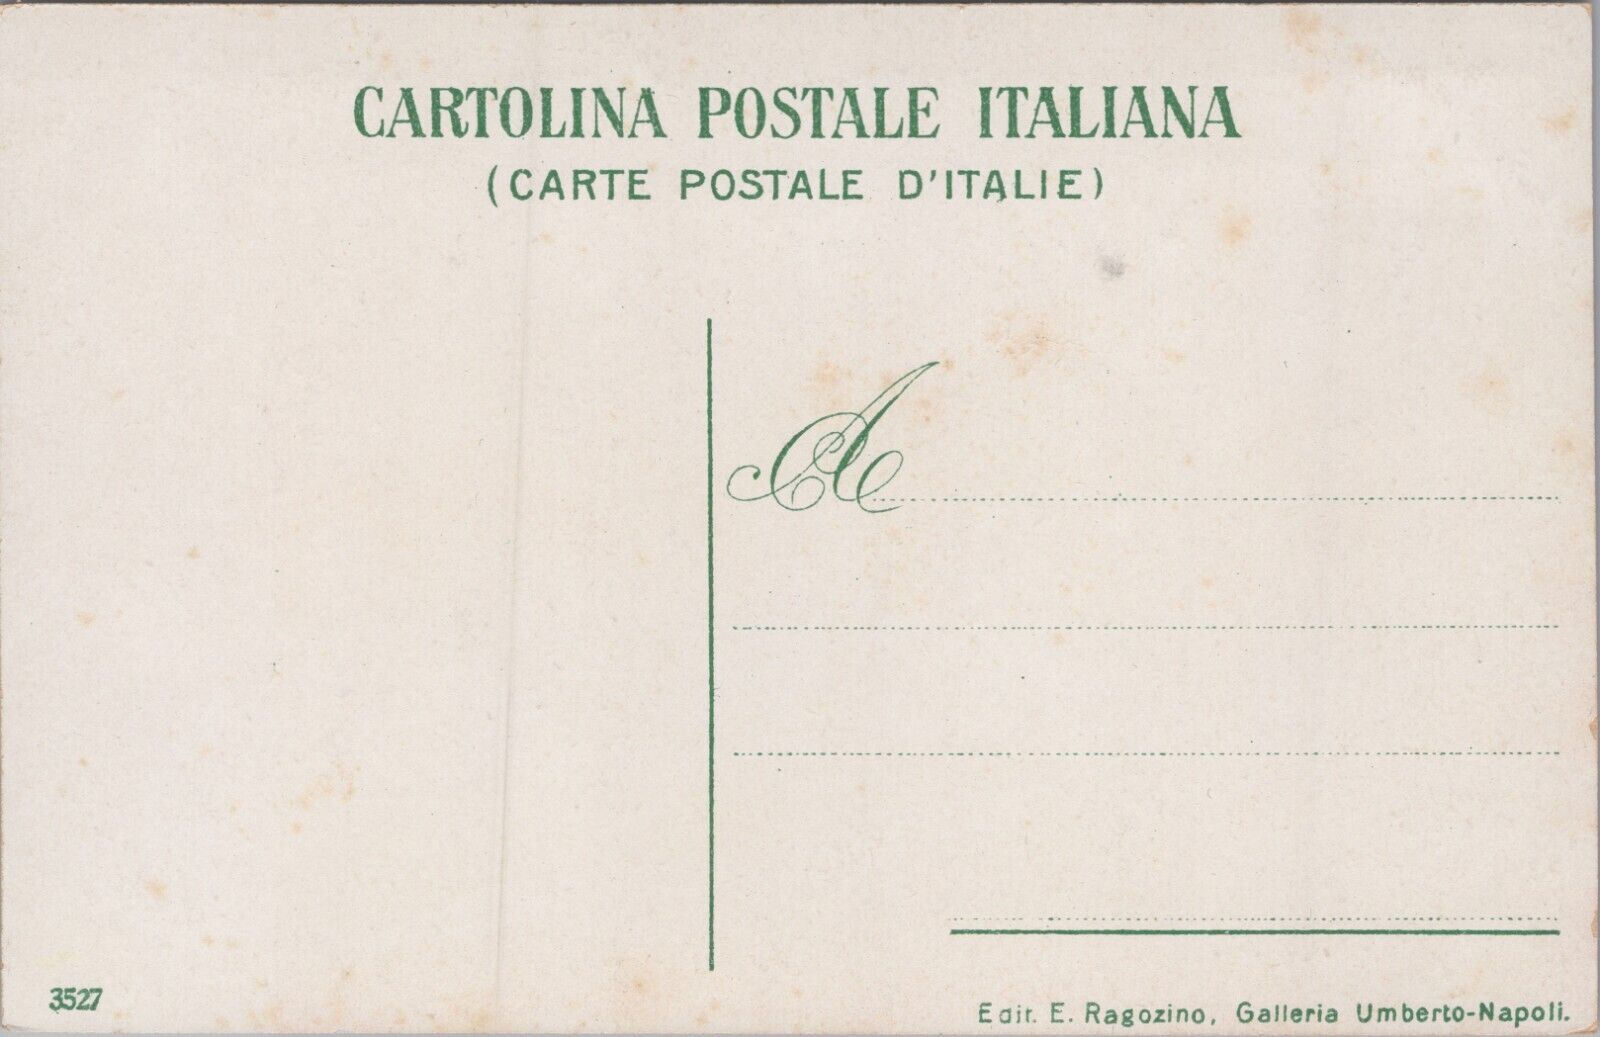 CARTOLINA POSTALE ITALIANA
(CARTE POSTALE D'ITALIE)
A
3527
Edit. E. Ragozino, Galleria Umberto-Napoli.